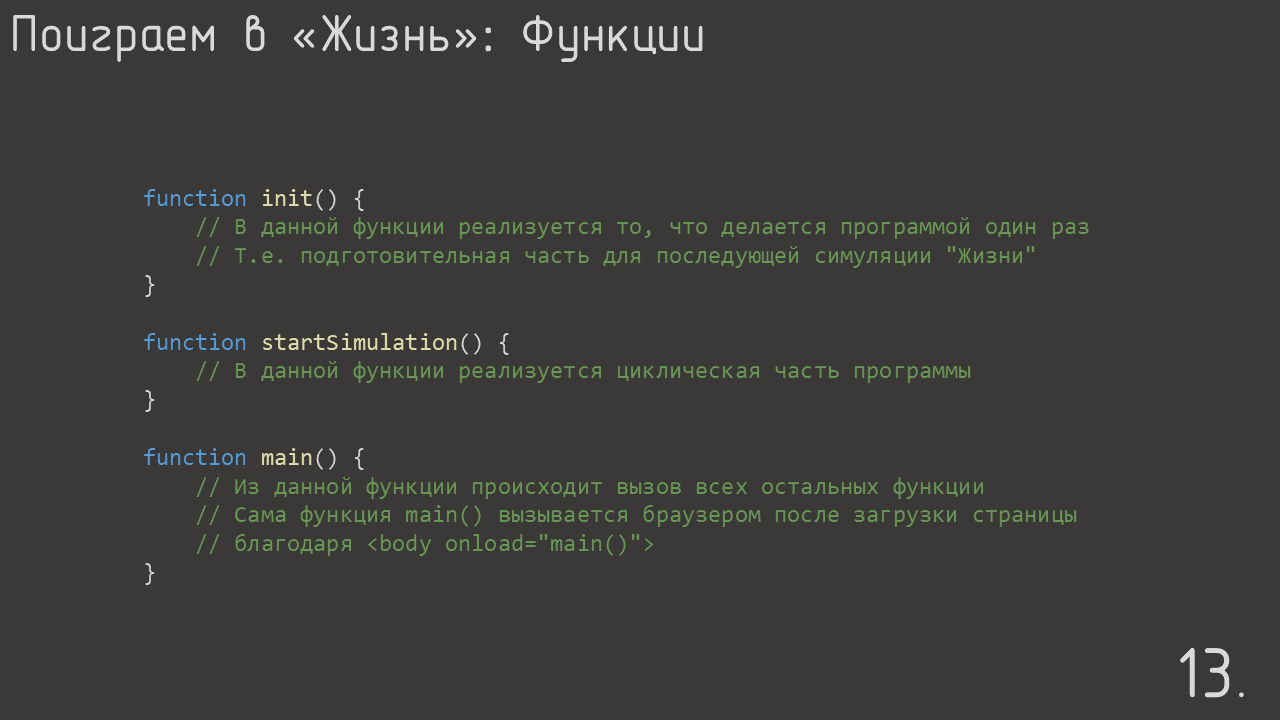 Поиграем в «Жизнь»: Функции
function init() {
    // В данной функции реализуется то, что делается программой один раз
    // Т.е. подготовительная часть для последующей симуляции "Жизни"
}
function startSimulation() {
    // В данной функции реализуется циклическая часть программы
}
function main() {
    // Из данной функции происходит вызов всех остальных функции
    // Сама функция main() вызывается браузером после загрузки страницы
    // благодаря <body onload="main()">
}
13.